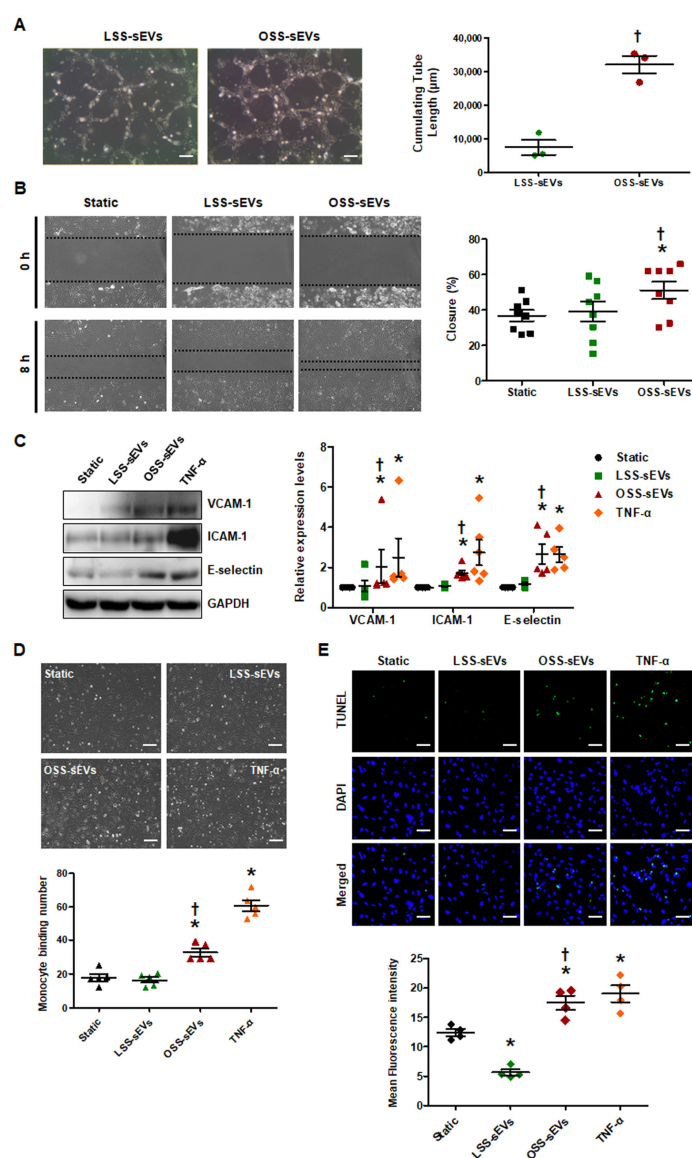 A
LSS-sEVs OSS-sEVs
Cumulating Tube
Length (µm)
40,000
30,000
20,000
10,000
0
†
LSS-sEVs OSS-sEVs
B
Static LSS-sEVs OSS-sEVs
0 h
8 h
Closure (%)
80
60
40
20
0
†
*
Static LSS-sEVs OSS-sEVs
C
Static LSS-sEVs OSS-sEVs TNF-α
VCAM-1
ICAM-1
E-selectin
GAPDH
Relative expression levels
8
6
4
2
0
† * * † * * † * *
VCAM-1 ICAM-1 E-selectin
Static
LSS-sEVs
OSS-sEVs
TNF-α
D
Static LSS-sEVs
OSS-sEVs TNF-α
Monocyte binding number
80
60
40
20
0
† * *
Static LSS-sEVs OSS-sEVs TNF-α
E
Static LSS-sEVs OSS-sEVs TNF-α
TUNEL
DAPI
Merged
Mean Fluorescence intensity
25
20
15
10
5
0
* † * *
Static LSS-sEVs OSS-sEVs TNF-α